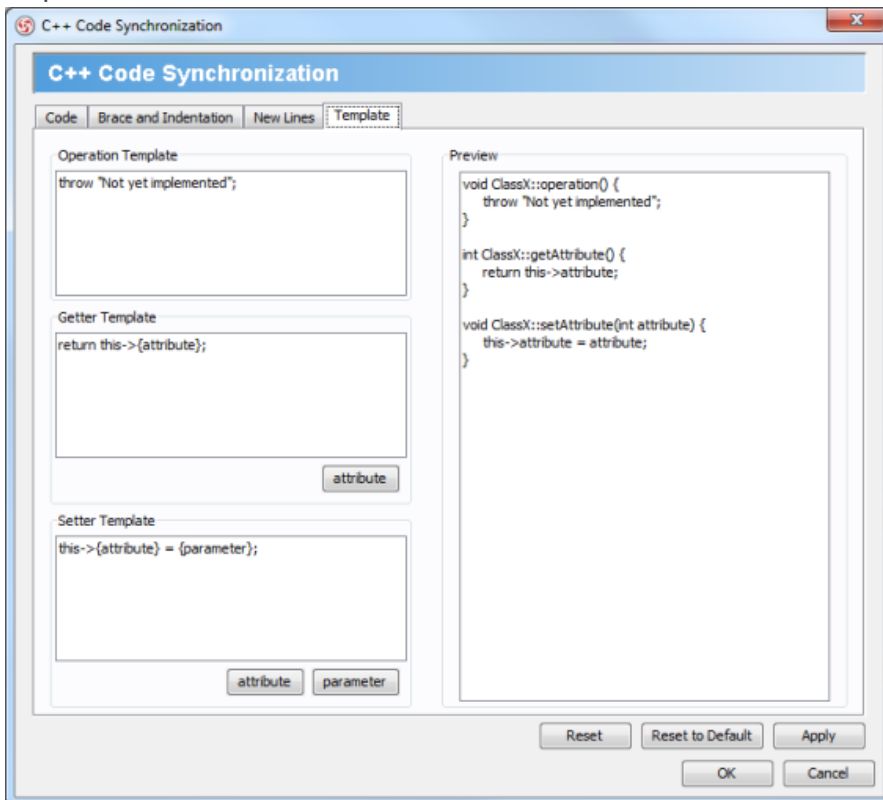 C++ Code Synchronization
C++ Code Synchronization
Code
Brace and Indentation
New Lines
Template
Operation Template
throw "Not yet implemented";
Getter Template
return this->{attribute};
attribute
Setter Template
this->{attribute} = {parameter};
attribute
parameter
Preview
void ClassX::operation() {
throw "Not yet implemented";
}
int ClassX::getAttribute() {
return this->attribute;
}
void ClassX::setAttribute(int attribute) {
this->attribute = attribute;
}
Reset
Reset to Default
Apply
OK
Cancel